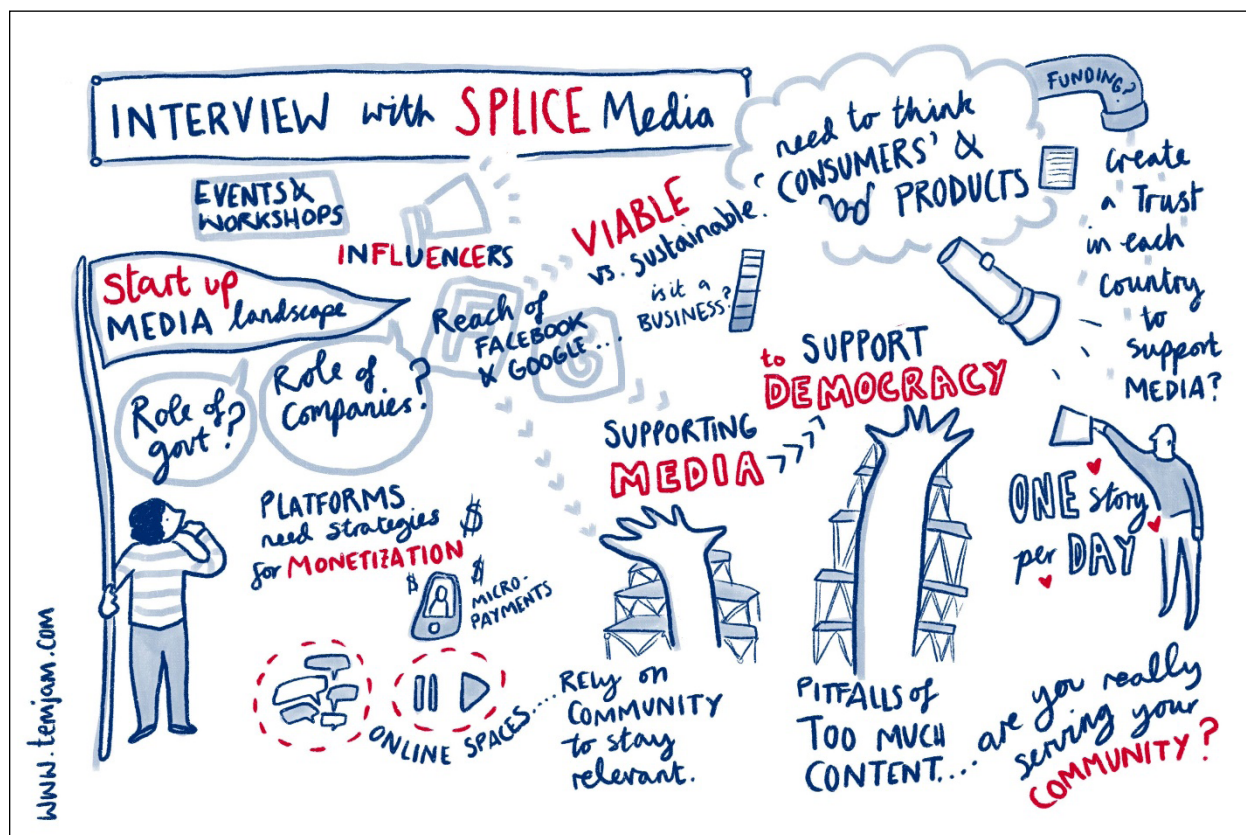 INTERVIEW with SPLICE Media
EVENTS &
WORKSHOPS
INFLUENCERS
Start up
MEDIA landscape
Role of
govt?
Role of
Companies?
Reach of
FACEBOOK
& GOOGLE...
F
G
VIABLE
vs. Sustainable.
is it a
BUSINESS?
need to think
CONSUMERS' &
PRODUCTS
FUNDING?
Create
a Trust
in each
Country
to
Support
MEDIA?
SUPPORTING
MEDIA >>>>
to SUPPORT
DEMOCRACY
PLATFORMS
need strategies
for MONETIZATION
$
$
$
MICRO-
PAYMENTS
ONLINE SPACES....
RELY on
COMMUNITY
to stay
relevant.
ONE story
per DAY
PITFALLS of
TOO MUCH
CONTENT....
are you really
serving your
COMMUNITY?
www.temjam.com